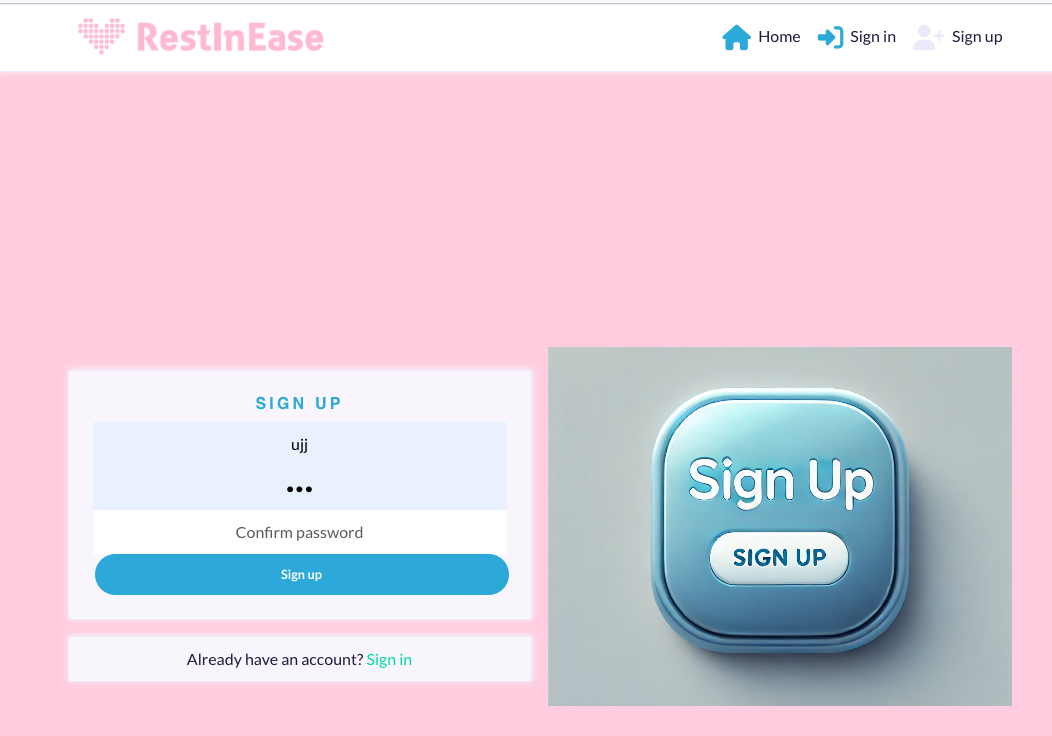 RestInEase
Home
Sign in
Sign up
SIGN UP
ujj
•••
Confirm password
Sign up
Already have an account? Sign in
Sign Up
SIGN UP